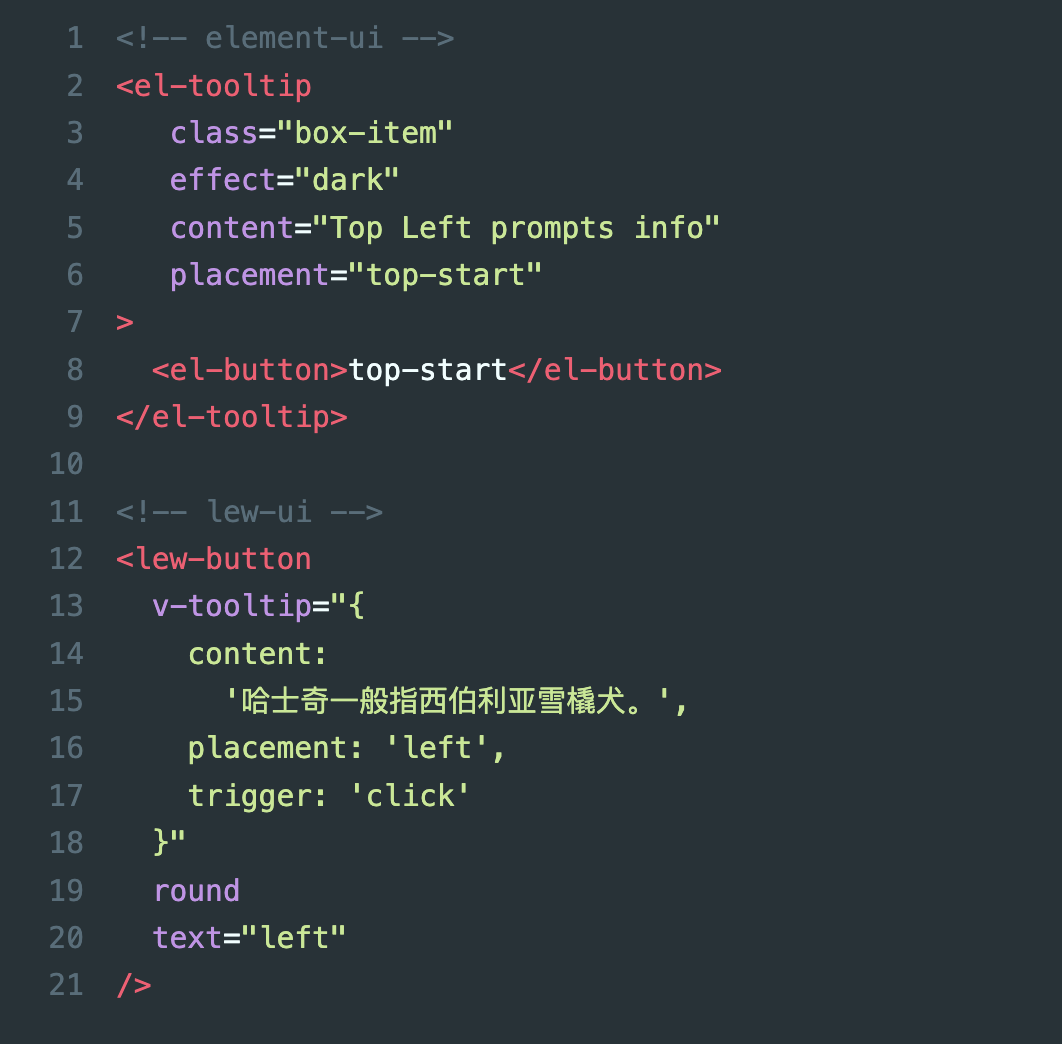 1 <!-- element-ui -->
2 <el-tooltip
3 class="box-item"
4 effect="dark"
5 content="Top Left prompts info"
6 placement="top-start"
7 >
8 <el-button>top-start</el-button>
9 </el-tooltip>
10
11 <!-- lew-ui -->
12 <lew-button
13 v-tooltip="{
14 content:
15 '哈士奇一般指西伯利亚雪橇犬。',
16 placement: 'left',
17 trigger: 'click'
18 }"
19 round
20 text="left"
21 />